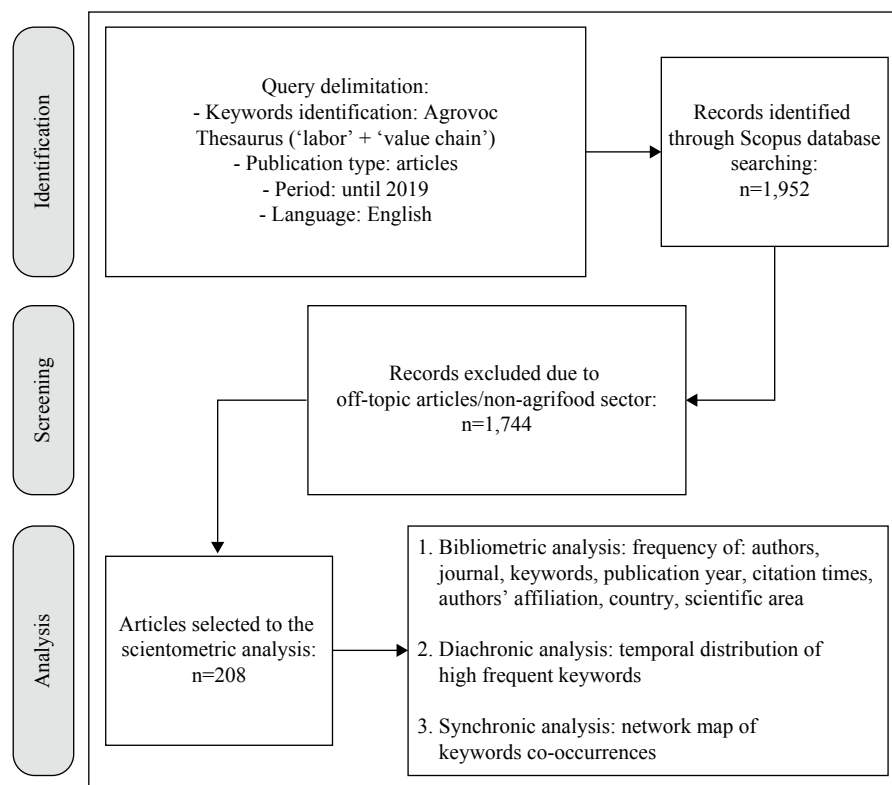 Identification
Query delimitation:
- Keywords identification: Agrovoc
Thesaurus (‘labor’ + ‘value chain’)
- Publication type: articles
- Period: until 2019
- Language: English
Records identified
through Scopus database
searching:
n=1,952
Screening
Records excluded due to
off-topic articles/non-agrifood sector:
n=1,744
Analysis
Articles selected to the
scientometric analysis:
n=208
1. Bibliometric analysis: frequency of: authors,
journal, keywords, publication year, citation times,
authors’ affiliation, country, scientific area
2. Diachronic analysis: temporal distribution of
high frequent keywords
3. Synchronic analysis: network map of
keywords co-occurrences